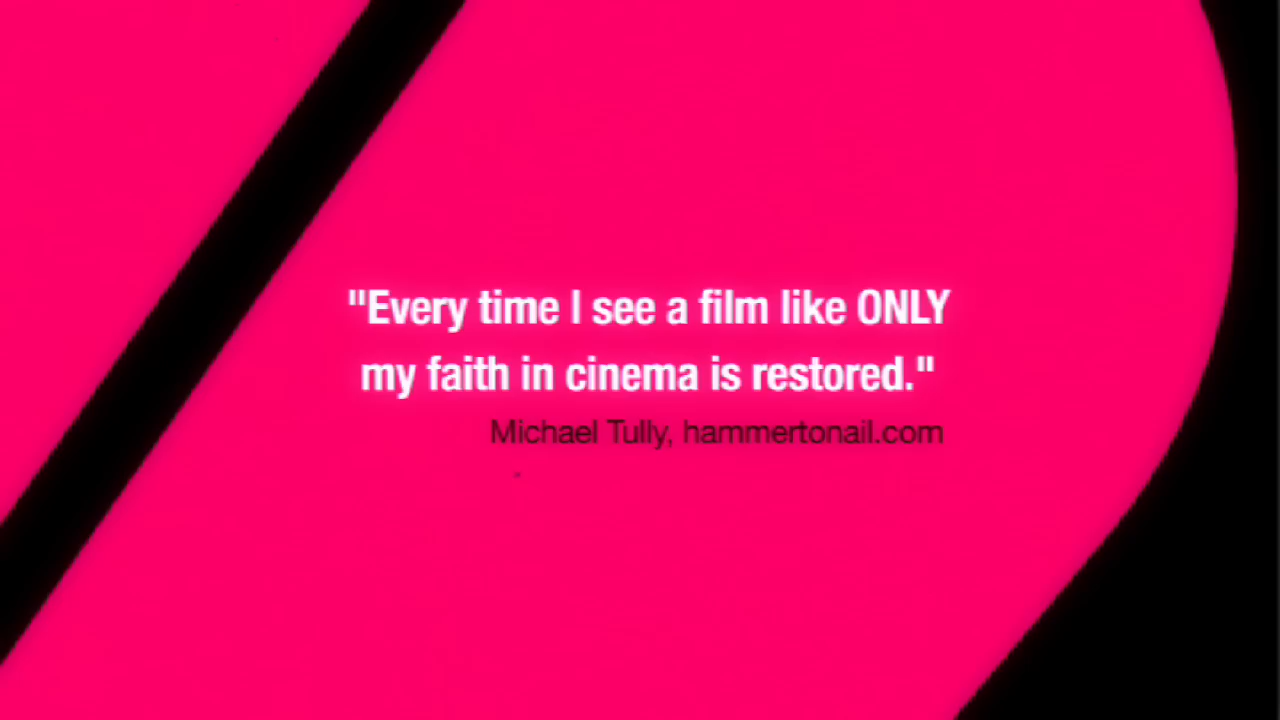 "Every time I see a film like ONLY
my faith in cinema is restored."
Michael Tully, hammertonail.com